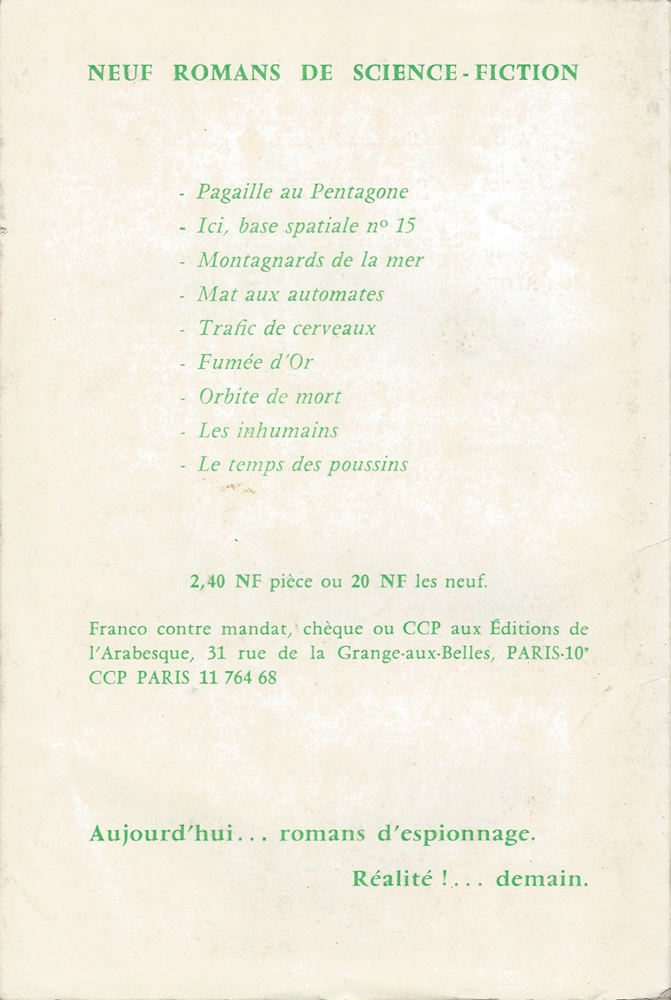 NEUF ROMANS DE SCIENCE-FICTION
- Pagaille au Pentagone
- Ici, base spatiale nº 15
- Montagnards de la mer
- Mat aux automates
- Trafic de cerveaux
- Fumée d'Or
- Orbite de mort
- Les inhumains
- Le temps des poussins
2,40 NF pièce ou 20 NF les neuf.
Franco contre mandat, chèque ou CCP aux Éditions de
l'Arabesque, 31 rue de la Grange-aux-Belles, PARIS-10e
CCP PARIS 11 764 68
Aujourd'hui... romans d'espionnage.
Réalité !... demain.